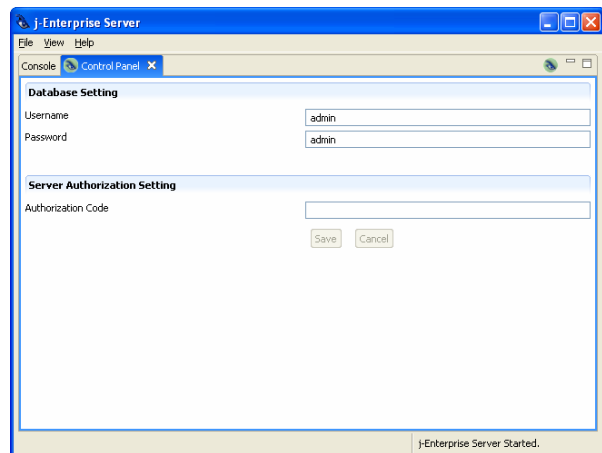 j-Enterprise Server
File View Help
Console Control Panel
Database Setting
Username admin
Password admin
Server Authorization Setting
Authorization Code
Save Cancel
j-Enterprise Server Started.